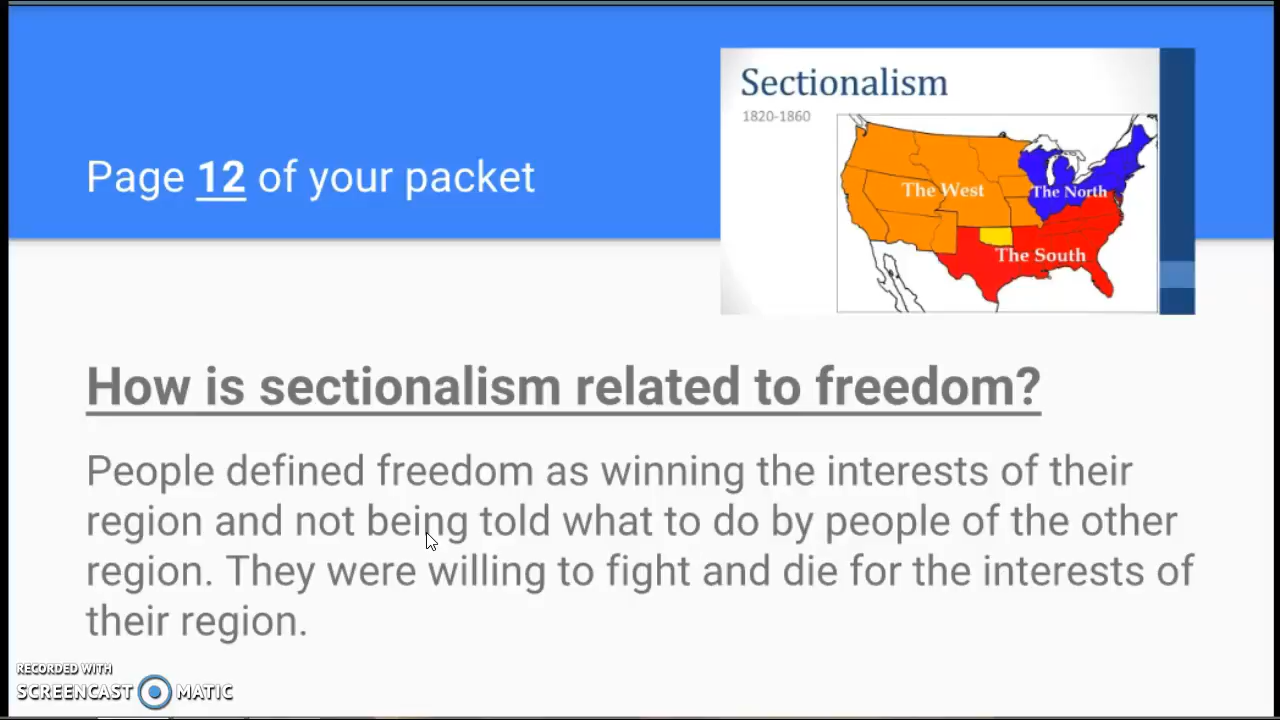 Page 12 of your packet
Sectionalism
1820-1860
The West
The North
The South
How is sectionalism related to freedom?
People defined freedom as winning the interests of their
region and not being told what to do by people of the other
region. They were willing to fight and die for the interests of
their region.
RECORDED WITH
SCREENCAST MATIC